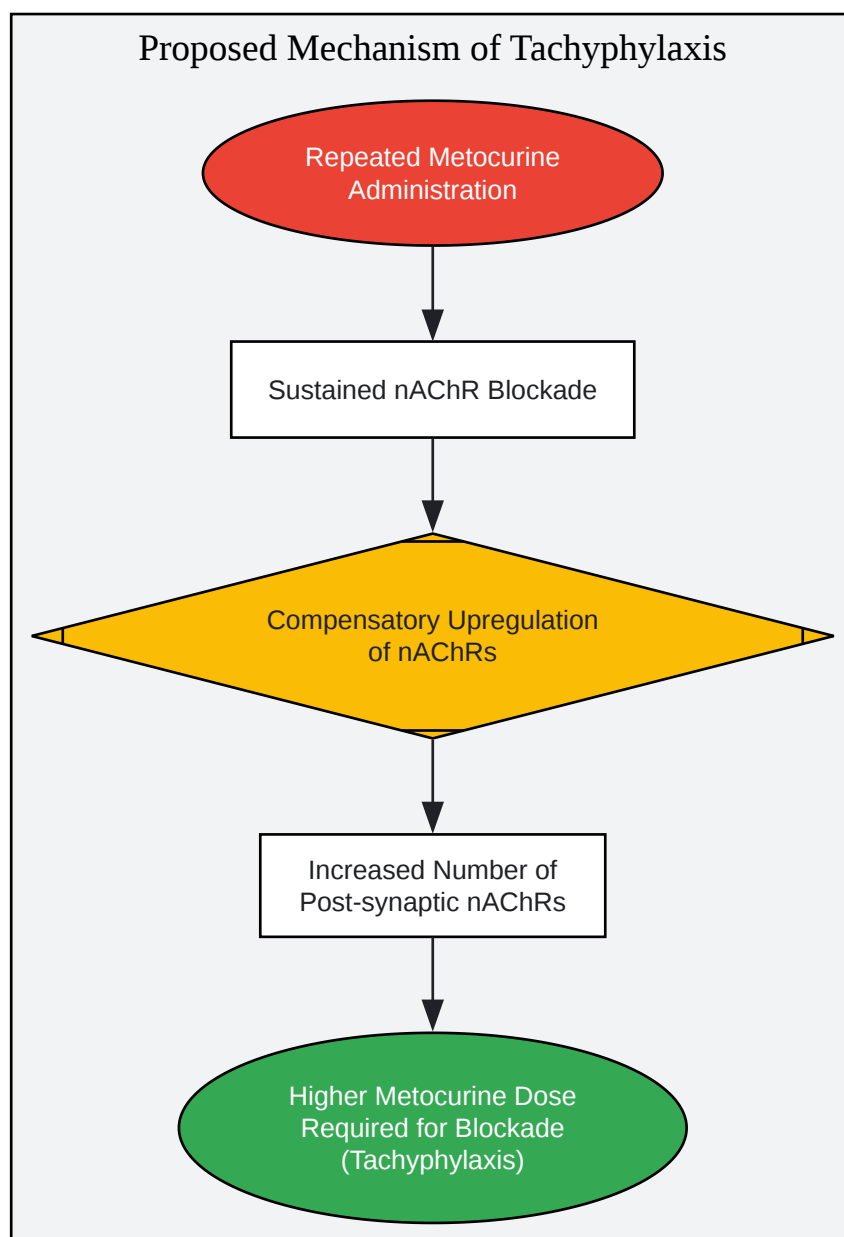 Proposed Mechanism of Tachyphylaxis
Repeated Metocurine
Administration
Sustained nAChR Blockade
Compensatory Upregulation
of nAChRs
Increased Number of
Post-synaptic nAChRs
Higher Metocurine Dose
Required for Blockade
(Tachyphylaxis)